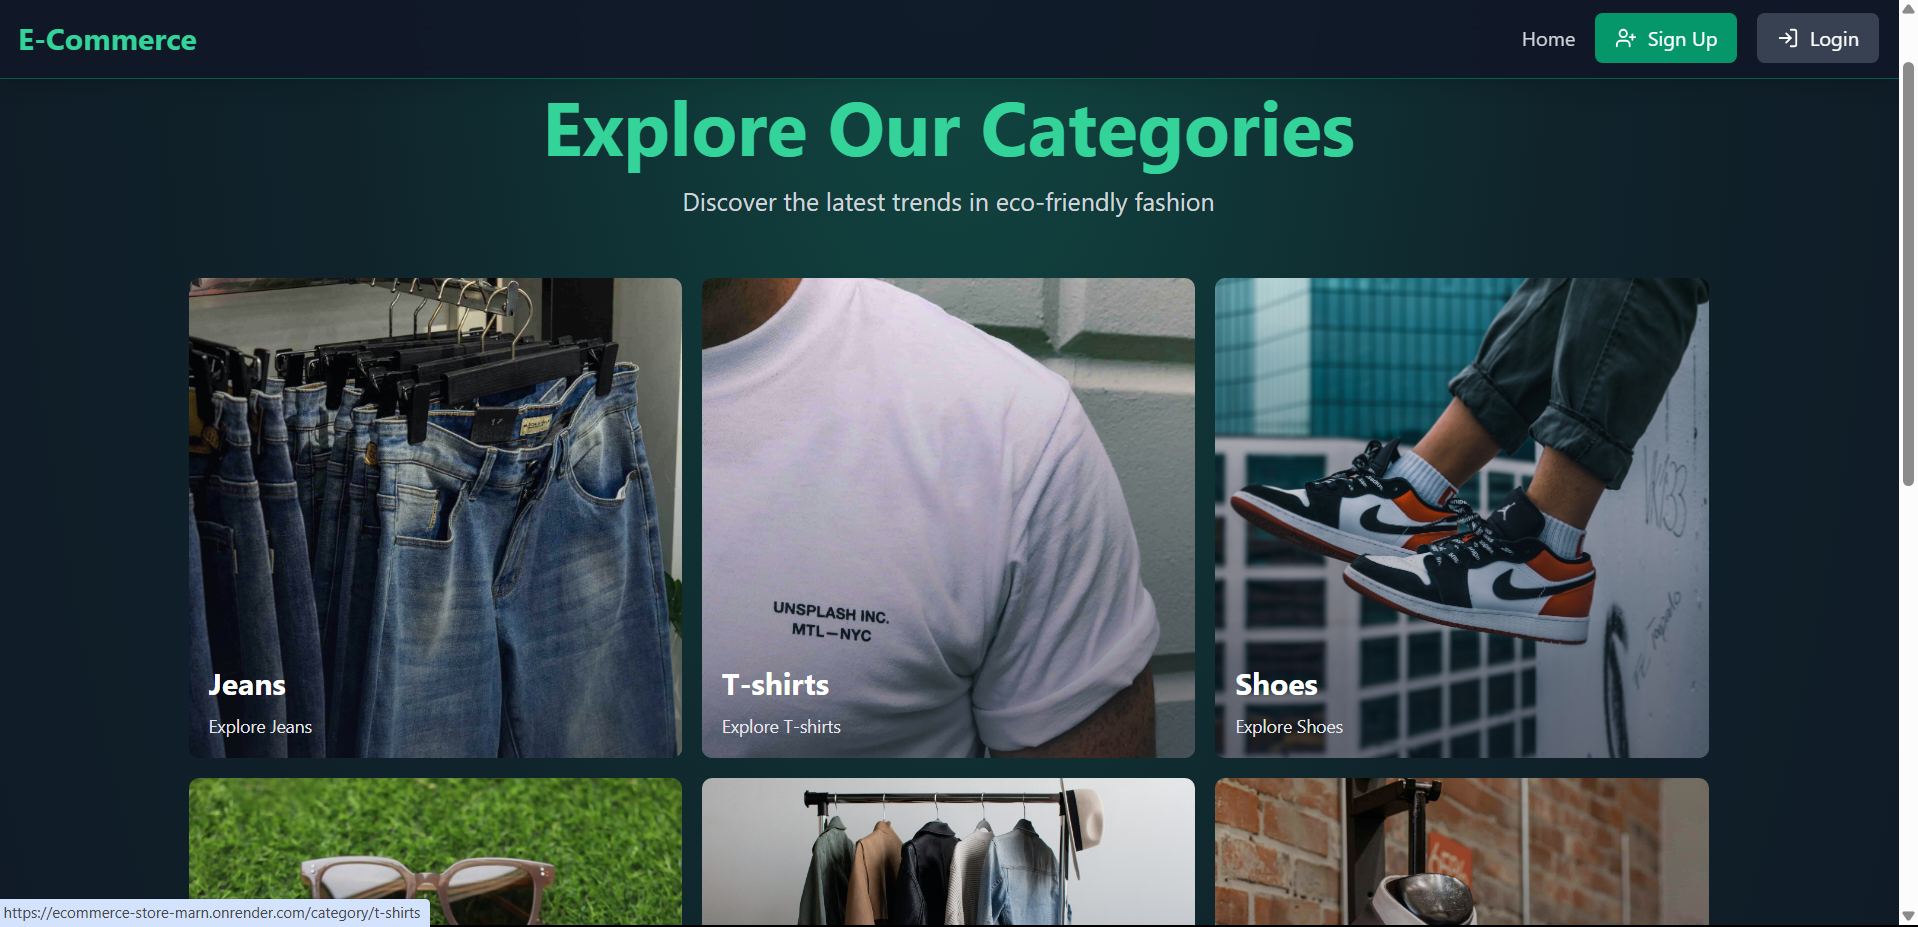 E-Commerce
Home
Sign Up
Login
Explore Our Categories
Discover the latest trends in eco-friendly fashion
UNSPLASH INC.
MTL—NYC
Jeans
Explore Jeans
T-shirts
Explore T-shirts
Shoes
Explore Shoes
https://ecommerce-store-marn.onrender.com/category/t-shirts